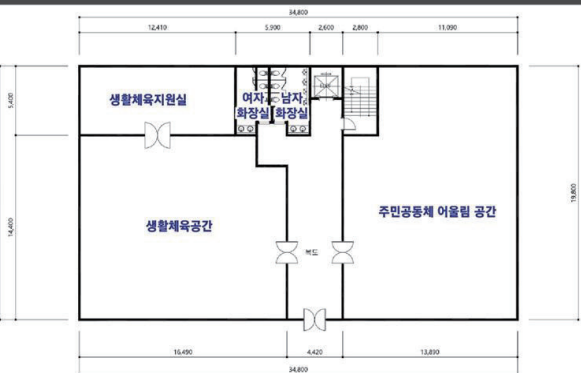 34,800
12,410 5,900 2,600 2,800 11,090
5,400
생활체육지원실
여자
화장실
남자
화장실
14,400
생활체육공간
주민공동체 어울림 공간
19,800
복도
16,490 4,420 13,890
34,800